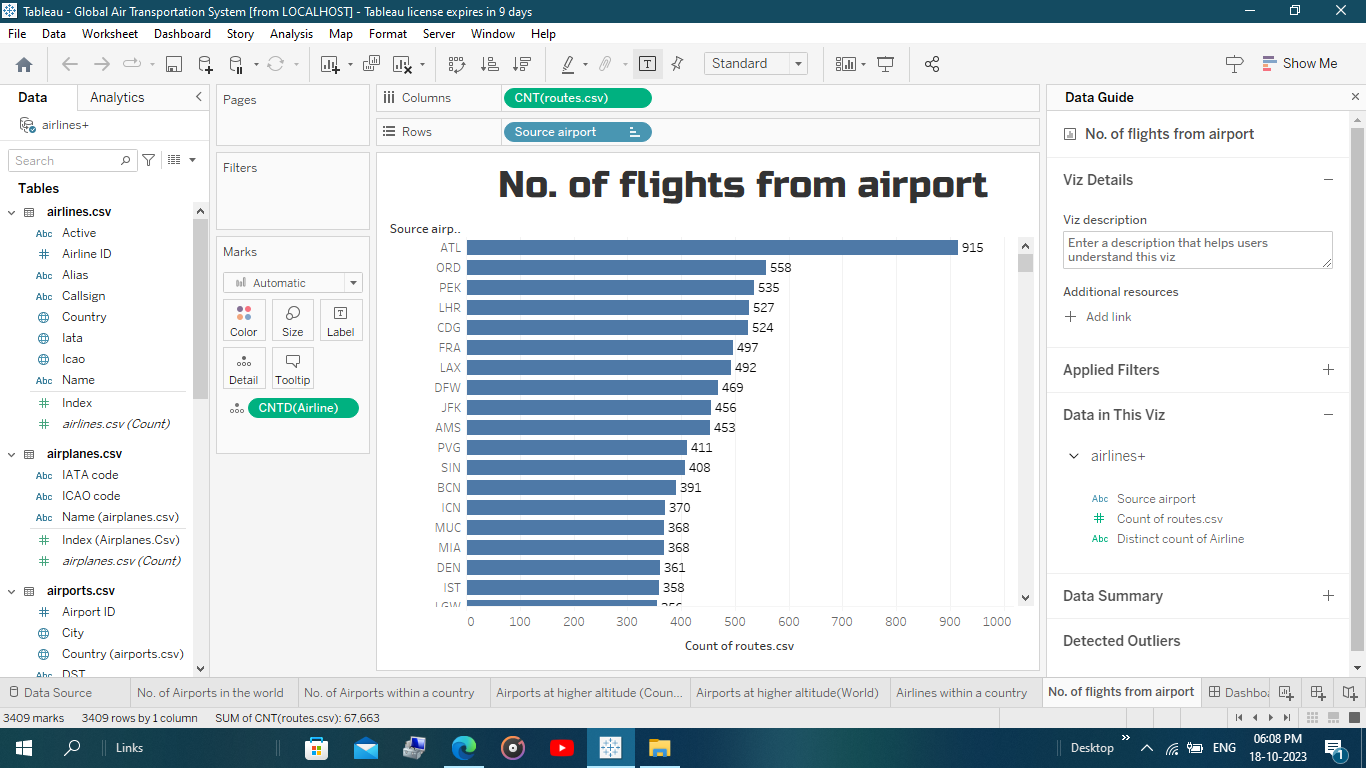 Tableau - Global Air Transportation System [from LOCALHOST] - Tableau license expires in 9 days
File Data Worksheet Dashboard Story Analysis Map Format Server Window Help
Standard
Show Me
Data Analytics
airlines+
Search
Tables
airlines.csv
Abc Active
Airline ID
Abc Alias
Abc Callsign
Country
Iata
Icao
Abc Name
Index
airlines.csv (Count)
airplanes.csv
Abc IATA code
Abc ICAO code
Abc Name (airplanes.csv)
Index (Airplanes.Csv)
airplanes.csv (Count)
airports.csv
Airport ID
City
Country (airports.csv)
Abc DST
Pages
Filters
Marks
Automatic
Color Size Label
Detail Tooltip
CNTD(Airline)
Columns CNT(routes.csv)
Rows Source airport
No. of flights from airport
Source airp..
ATL 915
ORD 558
PEK 535
LHR 527
CDG 524
FRA 497
LAX 492
DFW 469
JFK 456
AMS 453
PVG 411
SIN 408
BCN 391
ICN 370
MUC 368
MIA 368
DEN 361
IST 358
LGW
0 100 200 300 400 500 600 700 800 900 1000
Count of routes.csv
Data Guide
No. of flights from airport
Viz Details
Viz description
Enter a description that helps users
understand this viz
Additional resources
Add link
Applied Filters
Data in This Viz
airlines+
Abc Source airport
Count of routes.csv
Abc Distinct count of Airline
Data Summary
Detected Outliers
Data Source No. of Airports in the world No. of Airports within a country Airports at higher altitude (Coun... Airports at higher altitude(World) Airlines within a country No. of flights from airport Dashbo
3409 marks 3409 rows by 1 column SUM of CNT(routes.csv): 67,663
Links
Desktop
ENG
06:08 PM
18-10-2023
1